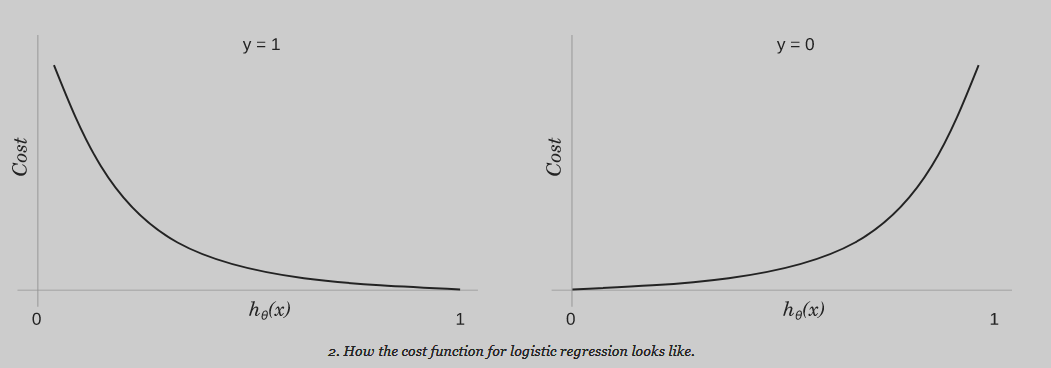 y = 1
Cost
0
hθ(x)
1
y = 0
Cost
0
hθ(x)
1
2. How the cost function for logistic regression looks like.